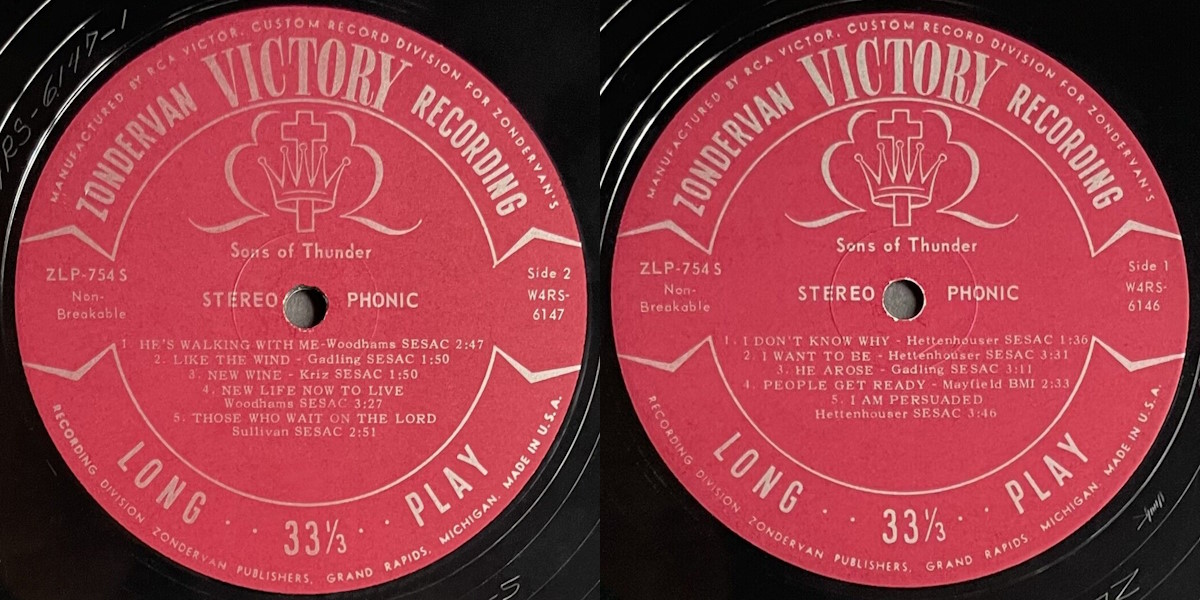 RS-6147-1
MANUFACTURED BY RCA VICTOR, CUSTOM RECORD DIVISION FOR ZONDERVAN'S
ZONDERVAN VICTORY RECORDING
Sons of Thunder
ZLP-754 S
Non-
Breakable
STEREO PHONIC
Side 2
W4RS-
6147
1. HE'S WALKING WITH ME-Woodhams SESAC 2:47
2. LIKE THE WIND - Gadling SESAC 1:50
3. NEW WINE - Kriz SESAC 1:50
4. NEW LIFE NOW TO LIVE
Woodhams SESAC 3:27
5. THOSE WHO WAIT ON THE LORD
Sullivan SESAC 2:51
LONG · · 33⅓ · · PLAY
RECORDING DIVISION ZONDERVAN PUBLISHERS, GRAND RAPIDS, MICHIGAN, MADE IN U.S.A.
-5
MANUFACTURED BY RCA VICTOR, CUSTOM RECORD DIVISION FOR ZONDERVAN'S
ZONDERVAN VICTORY RECORDING
Sons of Thunder
ZLP-754 S
Non-
Breakable
STEREO PHONIC
Side 1
W4RS-
6146
1. I DON'T KNOW WHY - Hettenhouser SESAC 1:36
2. I WANT TO BE - Hettenhouser SESAC 3:31
3. HE AROSE - Gadling SESAC 3:11
4. PEOPLE GET READY - Mayfield BMI 2:33
5. I AM PERSUADED
Hettenhouser SESAC 3:46
LONG · · 33⅓ · · PLAY
RECORDING DIVISION ZONDERVAN PUBLISHERS, GRAND RAPIDS, MICHIGAN, MADE IN U.S.A.